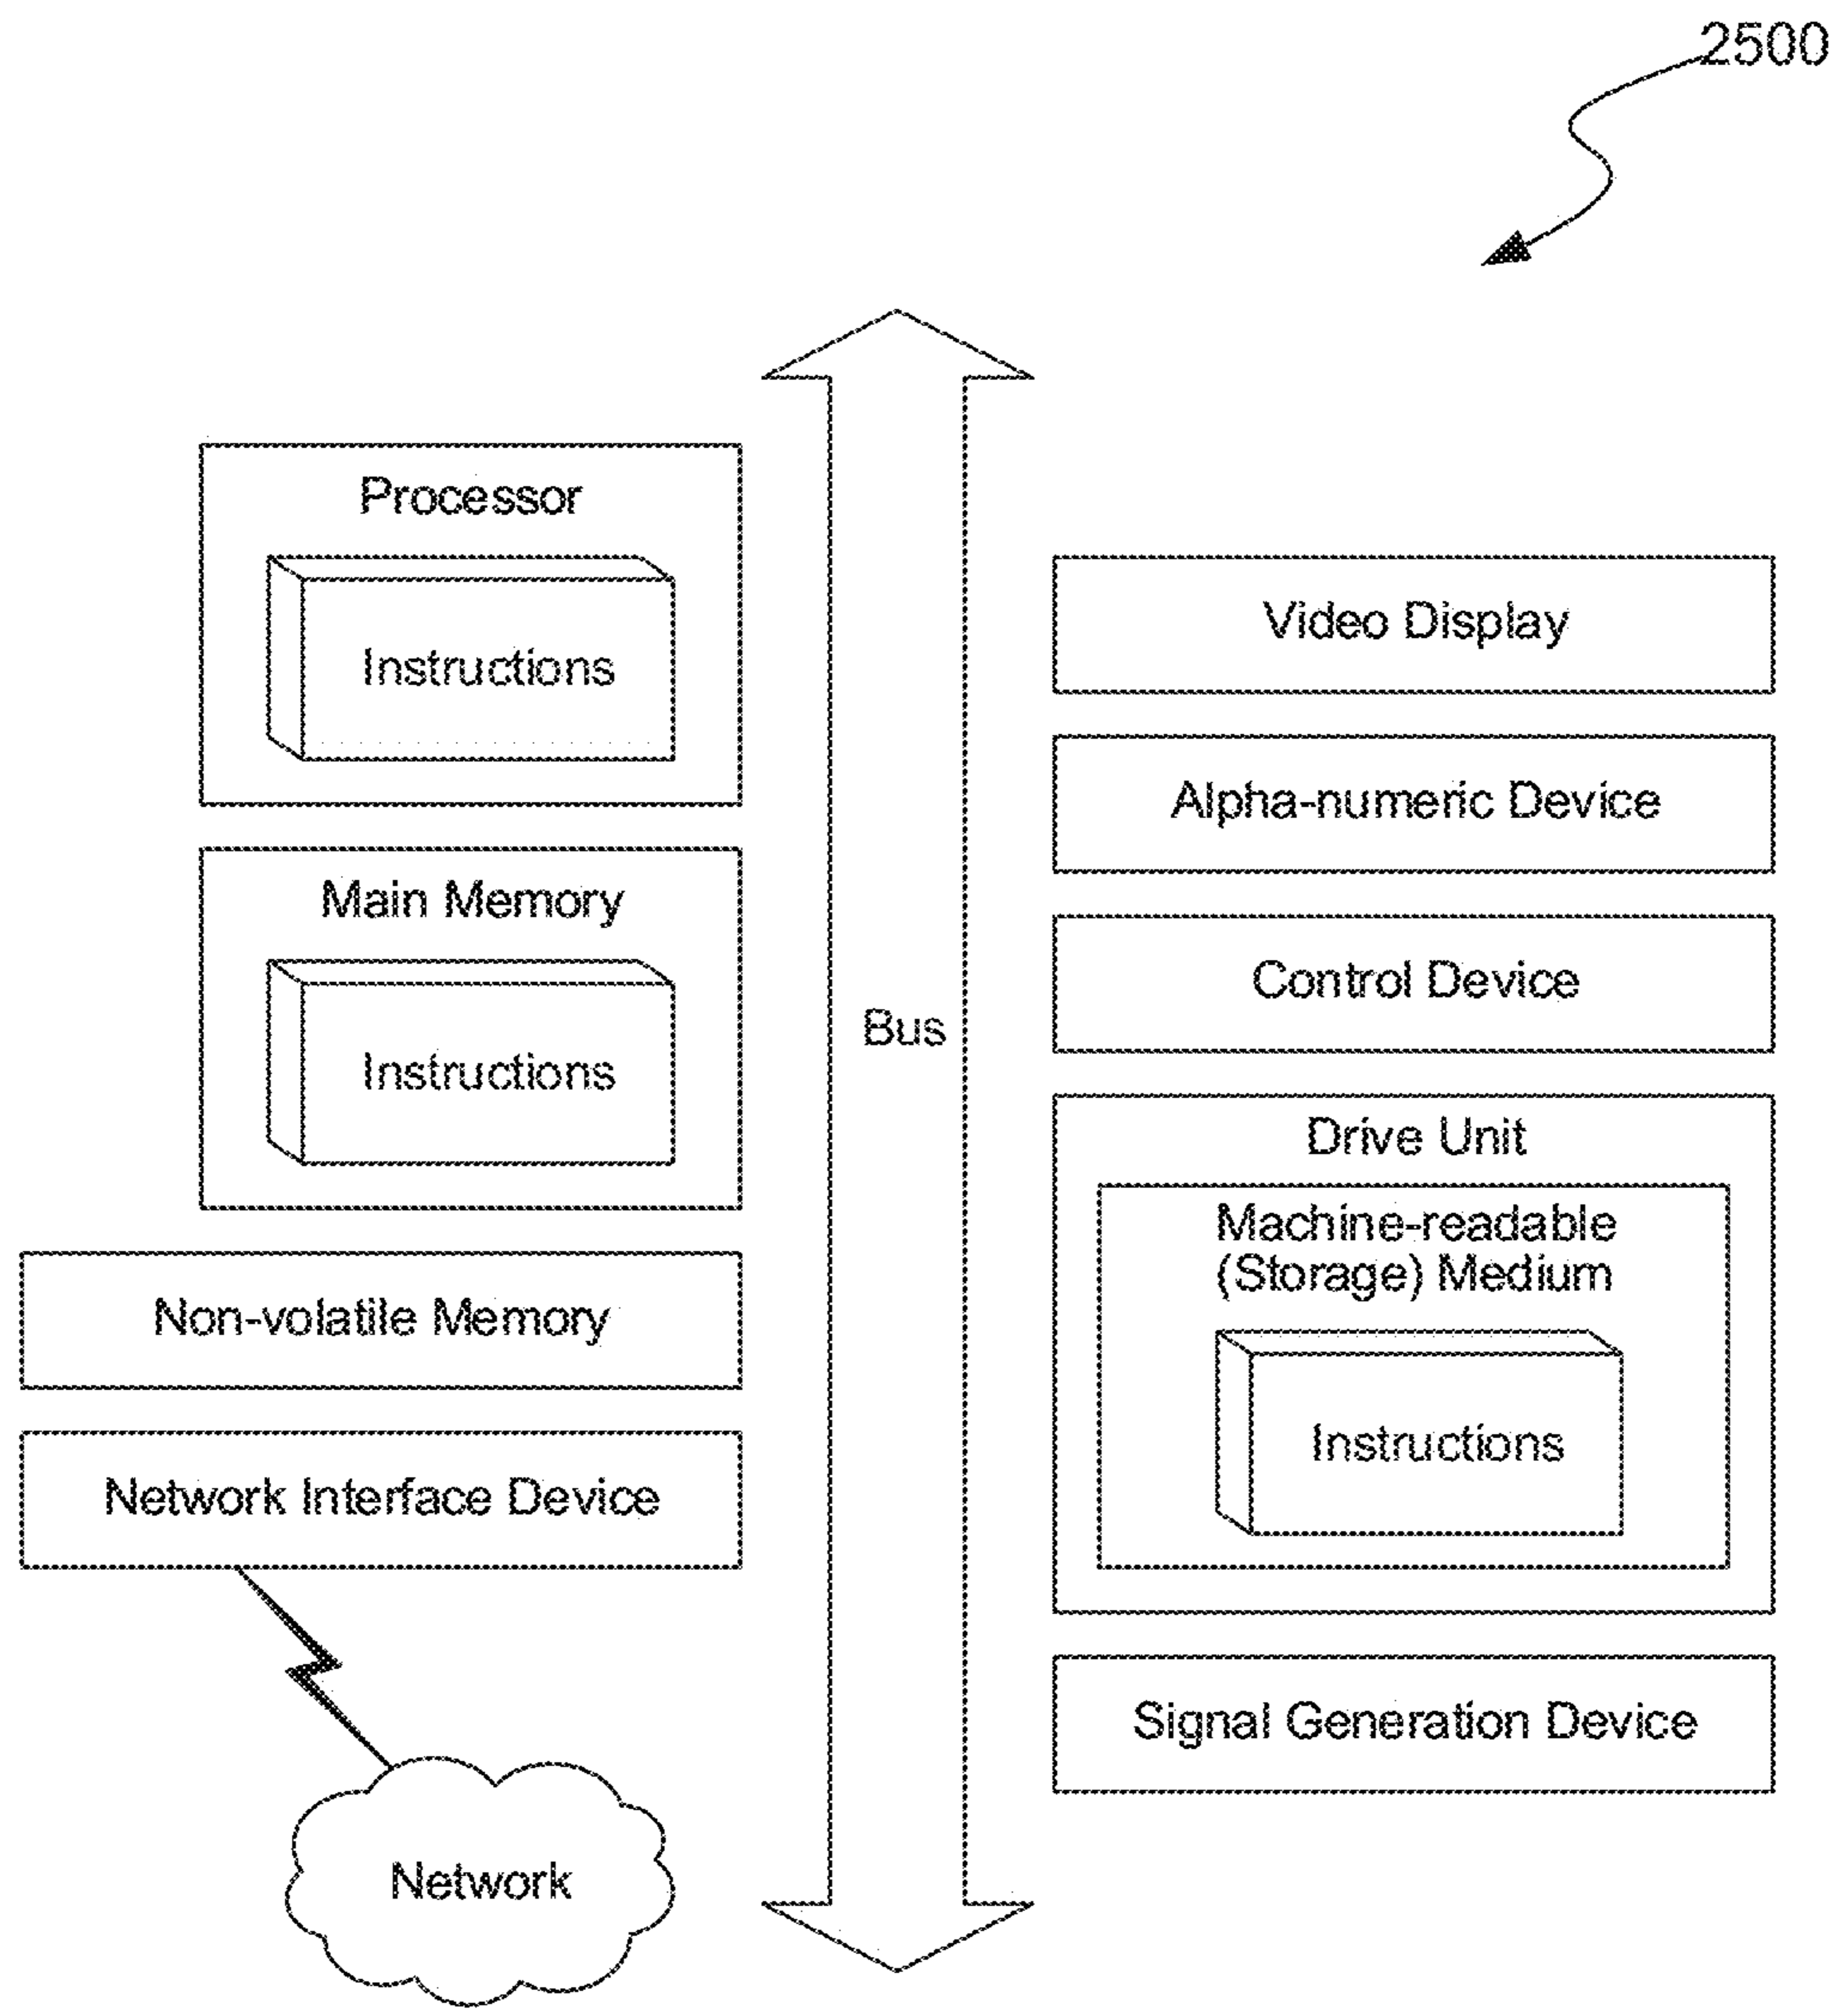 2500
Processor
Instructions
Main Memory
Instructions
Non-volatile Memory
Network Interface Device
Network
Bus
Video Display
Alpha-numeric Device
Control Device
Drive Unit
Machine-readable
(Storage) Medium
Instructions
Signal Generation Device